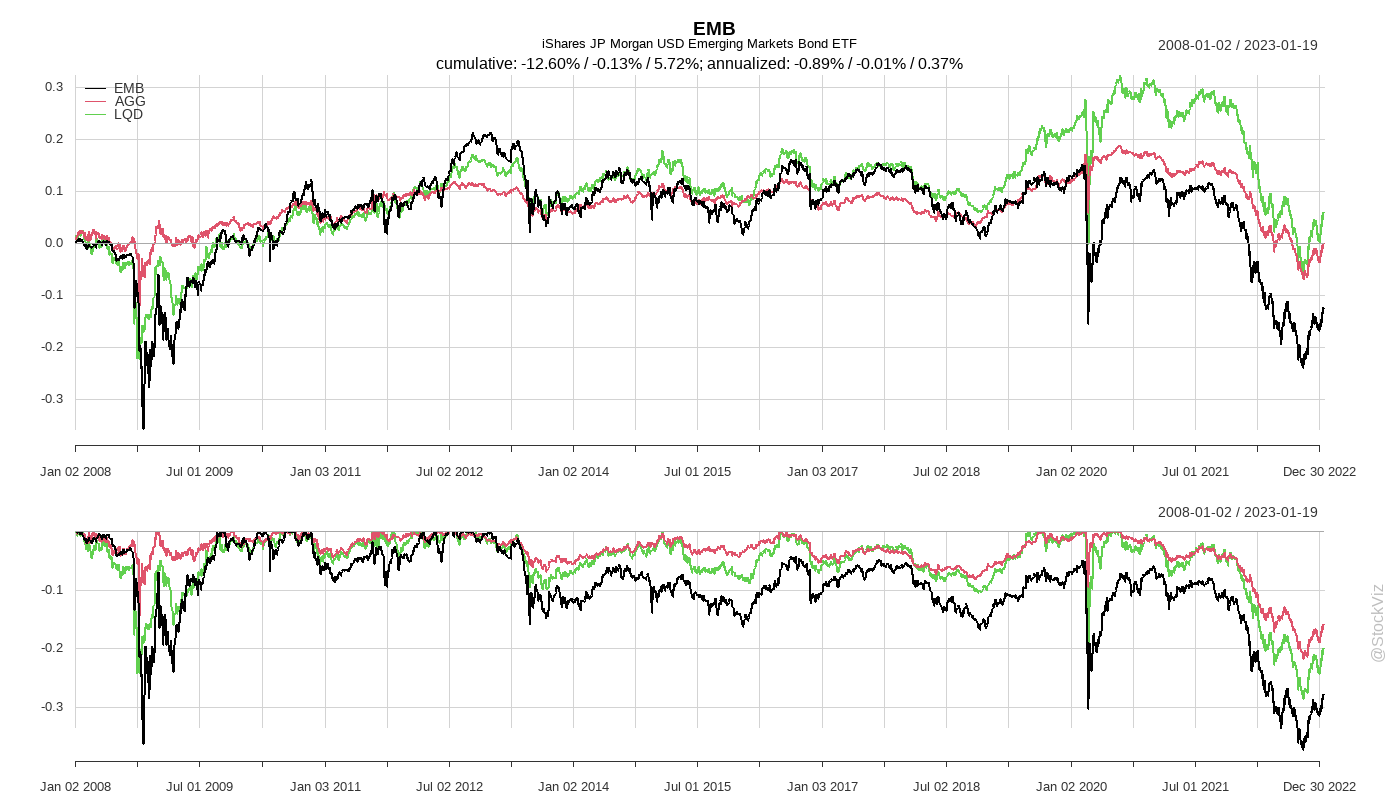 EMB
iShares JP Morgan USD Emerging Markets Bond ETF
2008-01-02 / 2023-01-19
cumulative: -12.60% / -0.13% / 5.72%; annualized: -0.89% / -0.01% / 0.37%
EMB
AGG
LQD
0.3
0.2
0.1
0.0
-0.1
-0.2
-0.3
Jan 02 2008 Jul 01 2009 Jan 03 2011 Jul 02 2012 Jan 02 2014 Jul 01 2015 Jan 03 2017 Jul 02 2018 Jan 02 2020 Jul 01 2021 Dec 30 2022
2008-01-02 / 2023-01-19
-0.1
-0.2
-0.3
Jan 02 2008 Jul 01 2009 Jan 03 2011 Jul 02 2012 Jan 02 2014 Jul 01 2015 Jan 03 2017 Jul 02 2018 Jan 02 2020 Jul 01 2021 Dec 30 2022
@StockViz